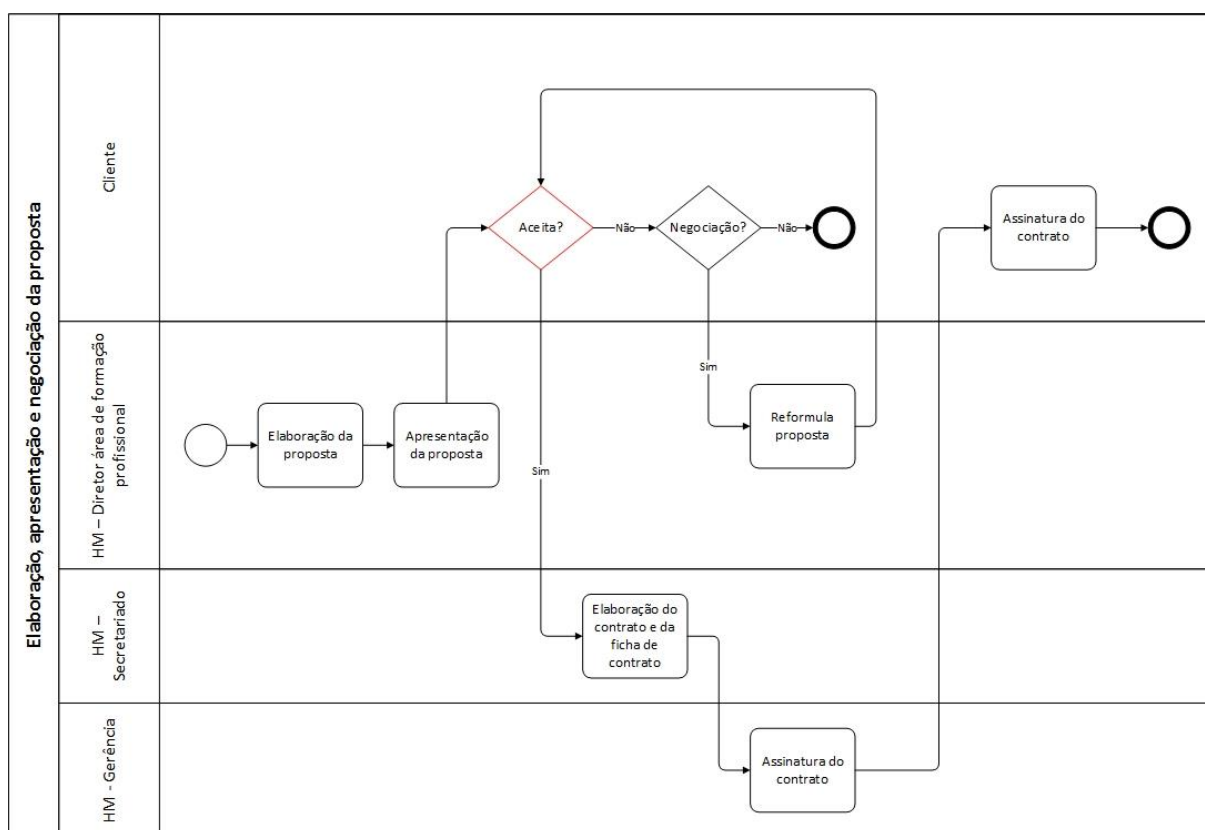 Elaboração, apresentação e negociação da proposta
Cliente
Aceita?
Não
Negociação?
Não
Assinatura do
contrato
HM – Diretor área de formação
profissional
Elaboração da
proposta
Apresentação
da proposta
Sim
Sim
Reformula
proposta
HM –
Secretariado
Elaboração do
contrato e da
ficha de
contrato
HM - Gerência
Assinatura do
contrato